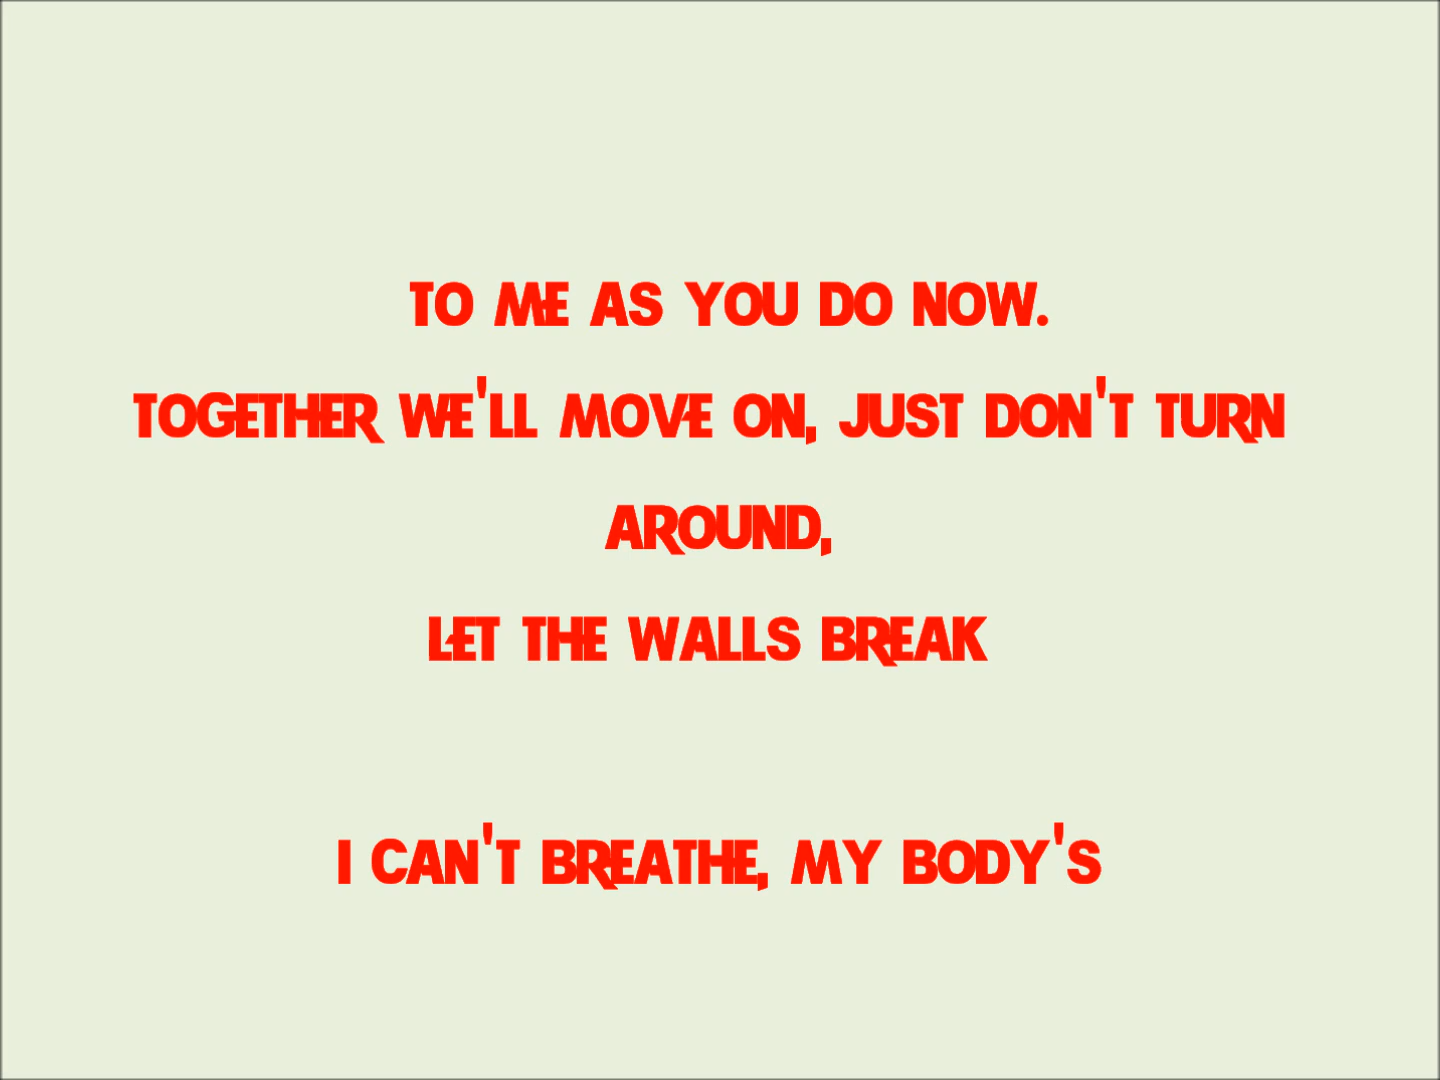 TO ME AS YOU DO NOW.
TOGETHER WE'LL MOVE ON, JUST DON'T TURN
AROUND,
LET THE WALLS BREAK
I CAN'T BREATHE, MY BODY'S